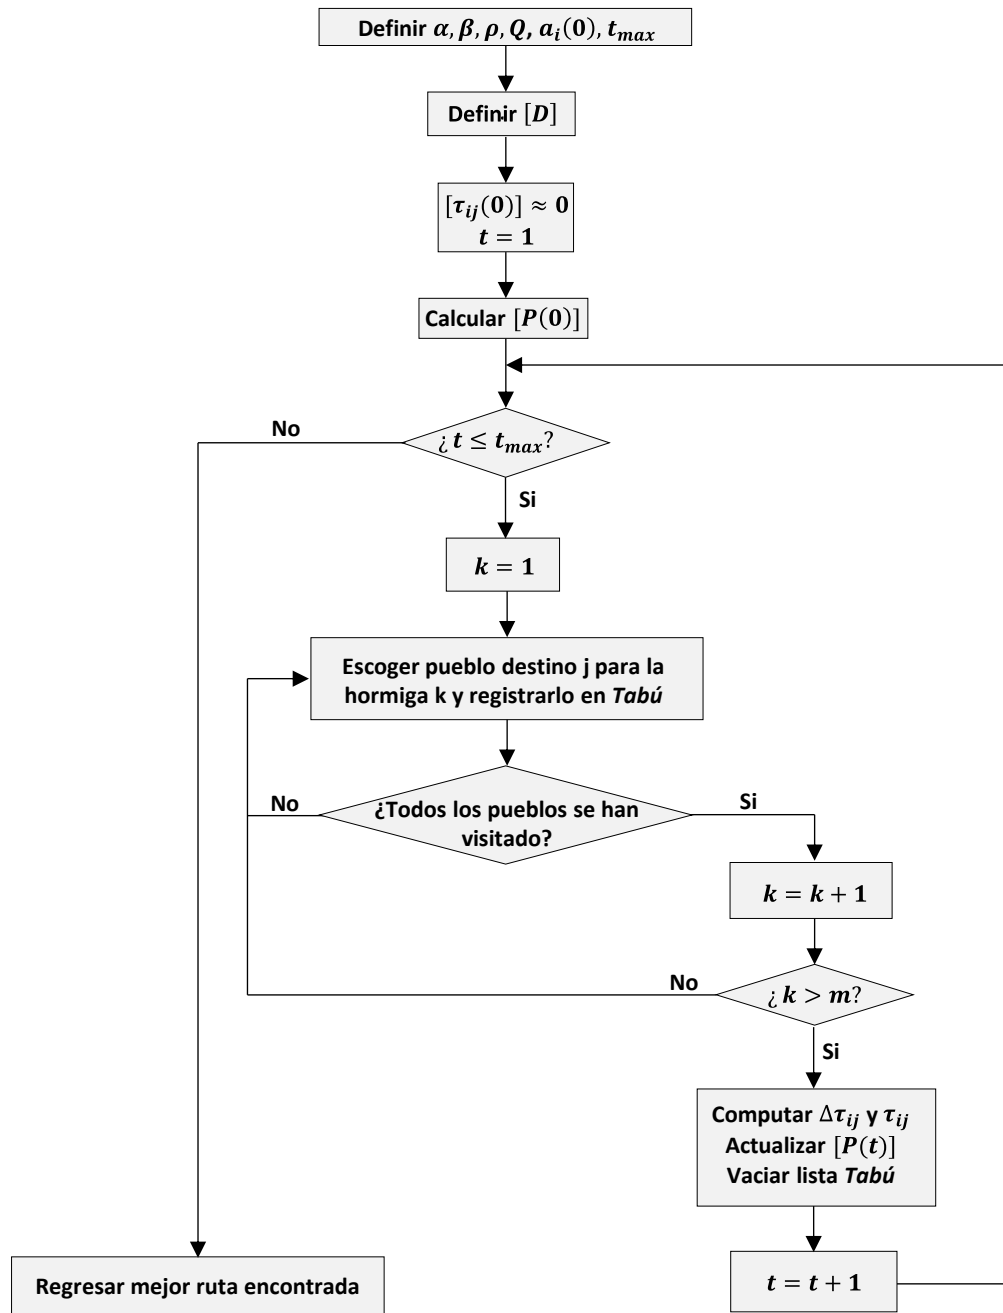 Definir α, β, ρ, Q, a_i(0), t_max
Definir [D]
[τ_ij(0)] ≈ 0
t = 1
Calcular [P(0)]
No
¿ t ≤ t_max?
Si
k = 1
Escoger pueblo destino j para la
hormiga k y registrarlo en Tabú
No
¿Todos los pueblos se han
visitado?
Si
k = k + 1
No
¿ k > m?
Si
Computar Δτ_ij y τ_ij
Actualizar [P(t)]
Vaciar lista Tabú
Regresar mejor ruta encontrada
t = t + 1